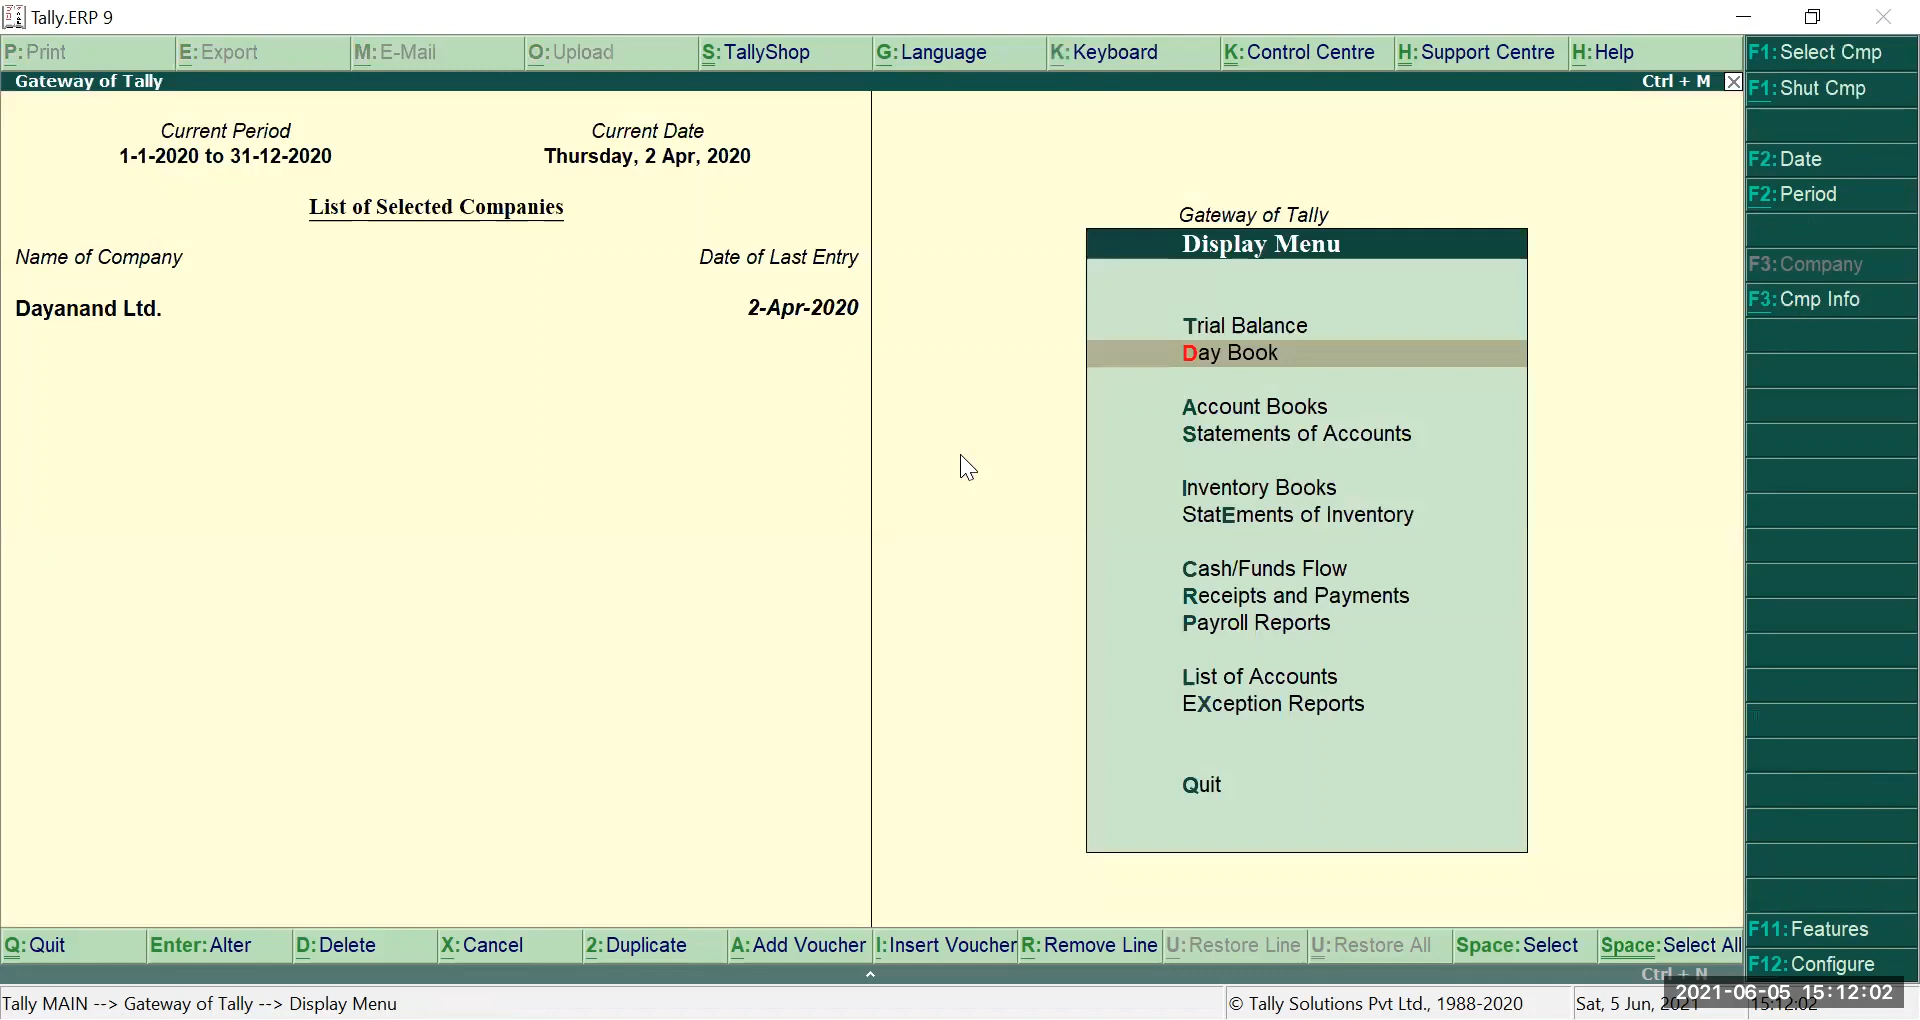 Tally.ERP 9
P: Print E: Export M: E-Mail O: Upload S: TallyShop G: Language K: Keyboard K: Control Centre H: Support Centre H: Help
Gateway of Tally Ctrl + M
Current Period Current Date
1-1-2020 to 31-12-2020 Thursday, 2 Apr, 2020
List of Selected Companies
Name of Company Date of Last Entry
Dayanand Ltd. 2-Apr-2020
Gateway of Tally
Display Menu
Trial Balance
Day Book
Account Books
Statements of Accounts
Inventory Books
StatEments of Inventory
Cash/Funds Flow
Receipts and Payments
Payroll Reports
List of Accounts
EXception Reports
Quit
F1: Select Cmp
F1: Shut Cmp
F2: Date
F2: Period
F3: Company
F3: Cmp Info
F11: Features
F12: Configure
Q: Quit Enter: Alter D: Delete X: Cancel 2: Duplicate A: Add Voucher I: Insert Voucher R: Remove Line U: Restore Line U: Restore All Space: Select Space: Select All
Ctrl + N
2021-06-05 15:12:02
Tally MAIN --> Gateway of Tally --> Display Menu © Tally Solutions Pvt Ltd., 1988-2020 Sat, 5 Jun, 2021 15:12:02